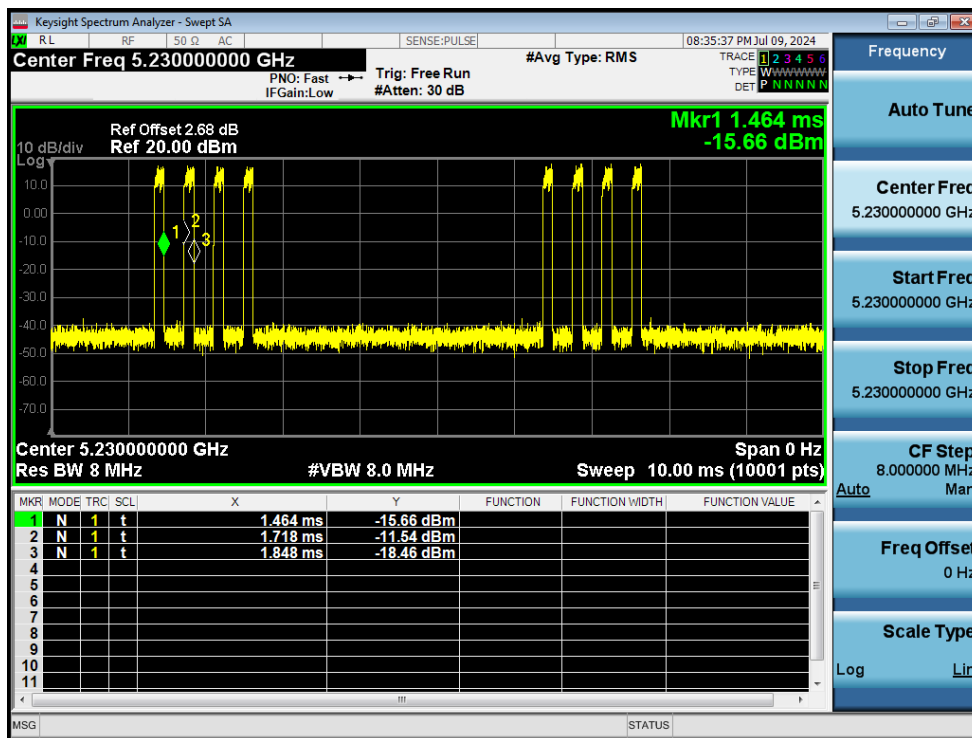 Keysight Spectrum Analyzer - Swept SA
LXI RL RF 50 Ω AC SENSE:PULSE 08:35:37 PM Jul 09, 2024
Center Freq 5.230000000 GHz
#Avg Type: RMS
TRACE 1 2 3 4 5 6
PNO: Fast
Trig: Free Run
TYPE WWWWWW
IFGain:Low
#Atten: 30 dB
DET P N N N N N
Mkr1 1.464 ms
-15.66 dBm
Ref Offset 2.68 dB
10 dB/div
Ref 20.00 dBm
Log
10.0
0.00
-10.0
-20.0
-30.0
-40.0
-50.0
-60.0
-70.0
1
2
3
Center 5.230000000 GHz
Span 0 Hz
Res BW 8 MHz
#VBW 8.0 MHz
Sweep 10.00 ms (10001 pts)
MKR MODE TRC SCL X Y FUNCTION FUNCTION WIDTH FUNCTION VALUE
1 N 1 t 1.464 ms -15.66 dBm
2 N 1 t 1.718 ms -11.54 dBm
3 N 1 t 1.848 ms -18.46 dBm
4
5
6
7
8
9
10
11
MSG
STATUS
Frequency
Auto Tune
Center Freq
5.230000000 GHz
Start Freq
5.230000000 GHz
Stop Freq
5.230000000 GHz
CF Step
8.000000 MHz
Auto Man
Freq Offset
0 Hz
Scale Type
Log Lin